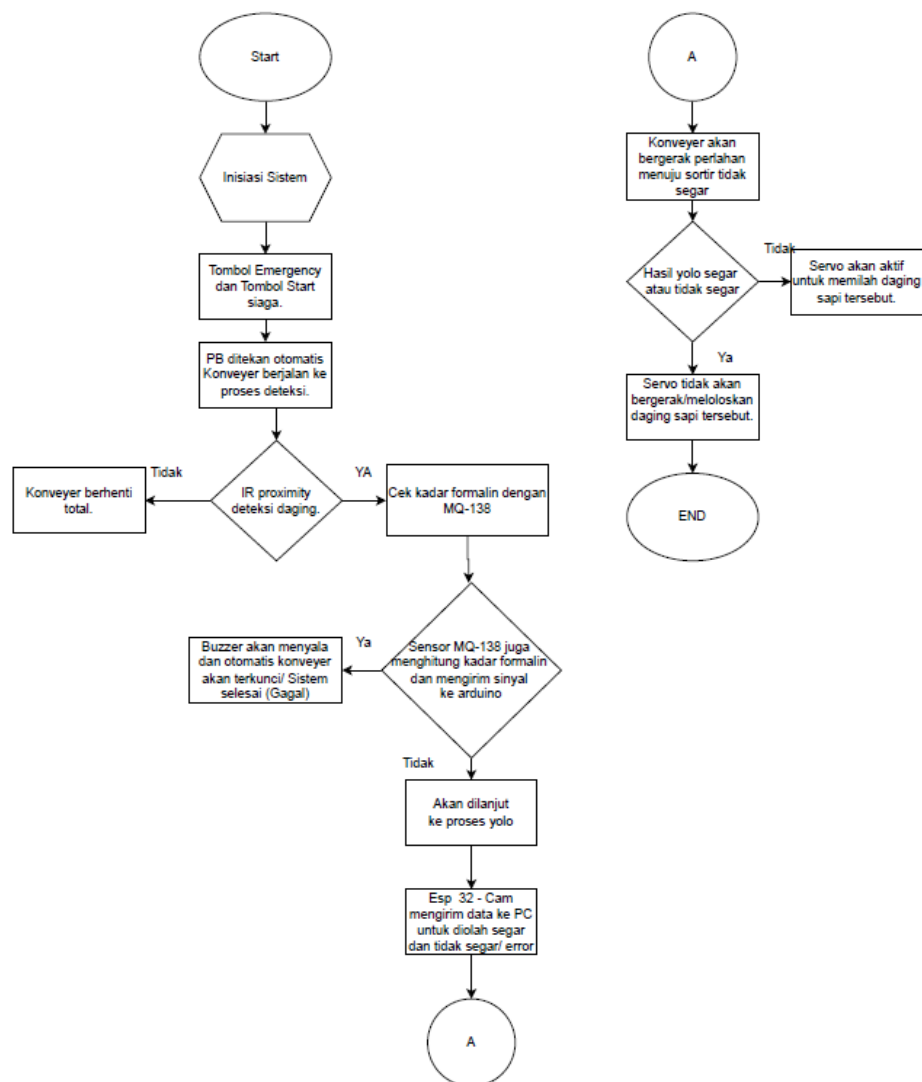 Start
Inisiasi Sistem
Tombol Emergency
dan Tombol Start
siaga.
PB ditekan otomatis
Konveyer berjalan ke
proses deteksi.
Tidak
YA
Konveyer berhenti
total.
IR proximity
deteksi daging.
Cek kadar formalin dengan
MQ-138
Ya
Buzzer akan menyala
dan otomatis konveyer
akan terkunci/ Sistem
selesai (Gagal)
Sensor MQ-138 juga
menghitung kadar formalin
dan mengirim sinyal
ke arduino
Tidak
Akan dilanjut
ke proses yolo
Esp 32 - Cam
mengirim data ke PC
untuk diolah segar
dan tidak segar/ error
A
A
Konveyer akan
bergerak perlahan
menuju sortir tidak
segar
Tidak
Hasil yolo segar
atau tidak segar
Servo akan aktif
untuk memilah daging
sapi tersebut.
Ya
Servo tidak akan
bergerak/meloloskan
daging sapi tersebut.
END